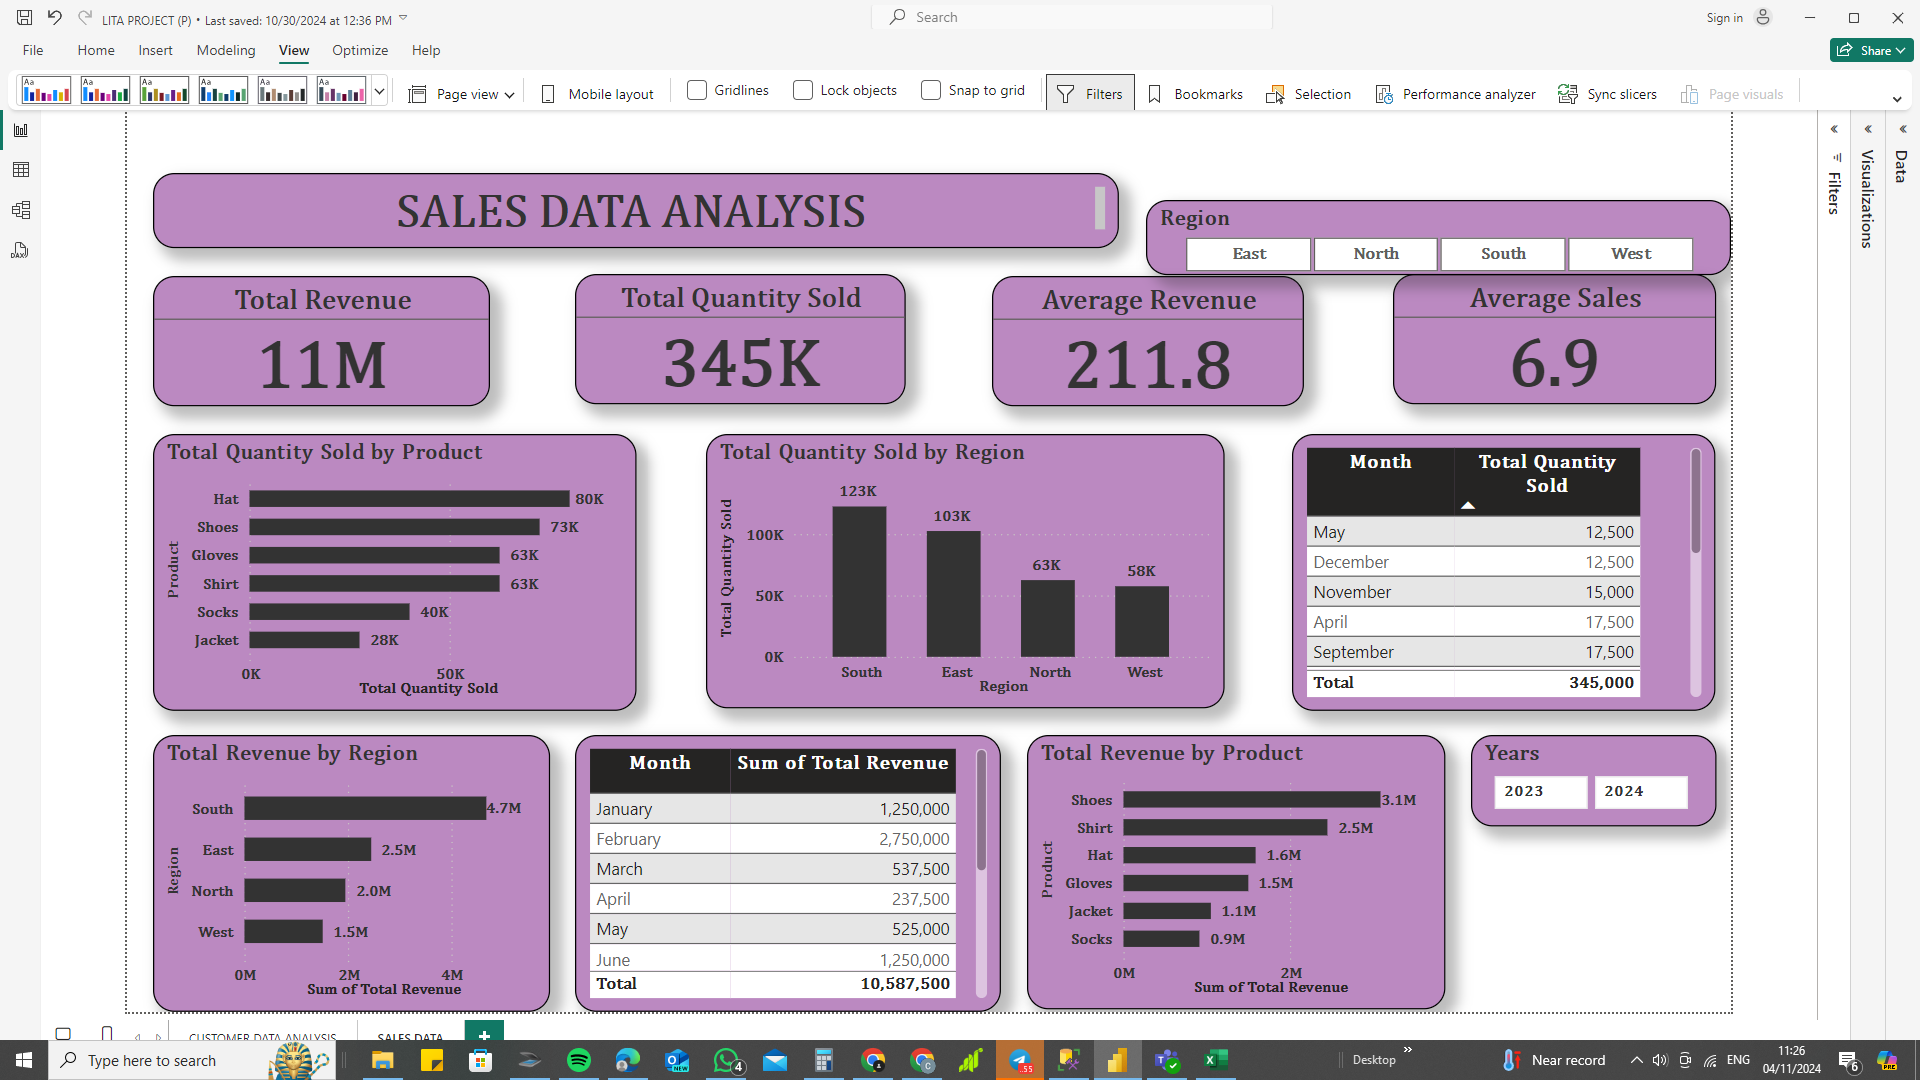 LITA PROJECT (P) • Last saved: 10/30/2024 at 12:36 PM
Search
Sign in
File Home Insert Modeling View Optimize Help
Share
Aa Aa Aa Aa Aa Aa
Page view
Mobile layout
Gridlines
Lock objects
Snap to grid
Filters
Bookmarks
Selection
Performance analyzer
Sync slicers
Page visuals
DAX
Filters
Visualizations
Data
SALES DATA ANALYSIS
Region
East North South West
Total Revenue
11M
Total Quantity Sold
345K
Average Revenue
211.8
Average Sales
6.9
Total Quantity Sold by Product
Product
Hat 80K
Shoes 73K
Gloves 63K
Shirt 63K
Socks 40K
Jacket 28K
0K 50K
Total Quantity Sold
Total Quantity Sold by Region
Total Quantity Sold
100K
50K
0K
123K
103K
63K
58K
South East North West
Region
Month Total Quantity
Sold
May 12,500
December 12,500
November 15,000
April 17,500
September 17,500
Total 345,000
Total Revenue by Region
Region
South 4.7M
East 2.5M
North 2.0M
West 1.5M
0M 2M 4M
Sum of Total Revenue
Month Sum of Total Revenue
January 1,250,000
February 2,750,000
March 537,500
April 237,500
May 525,000
June 1,250,000
Total 10,587,500
Total Revenue by Product
Product
Shoes 3.1M
Shirt 2.5M
Hat 1.6M
Gloves 1.5M
Jacket 1.1M
Socks 0.9M
0M 2M
Sum of Total Revenue
Years
2023 2024
CUSTOMER DATA ANALYSIS
SALES DATA
Type here to search
NEW
4
.55
Desktop
Near record
ENG
11:26
04/11/2024
6
PRE